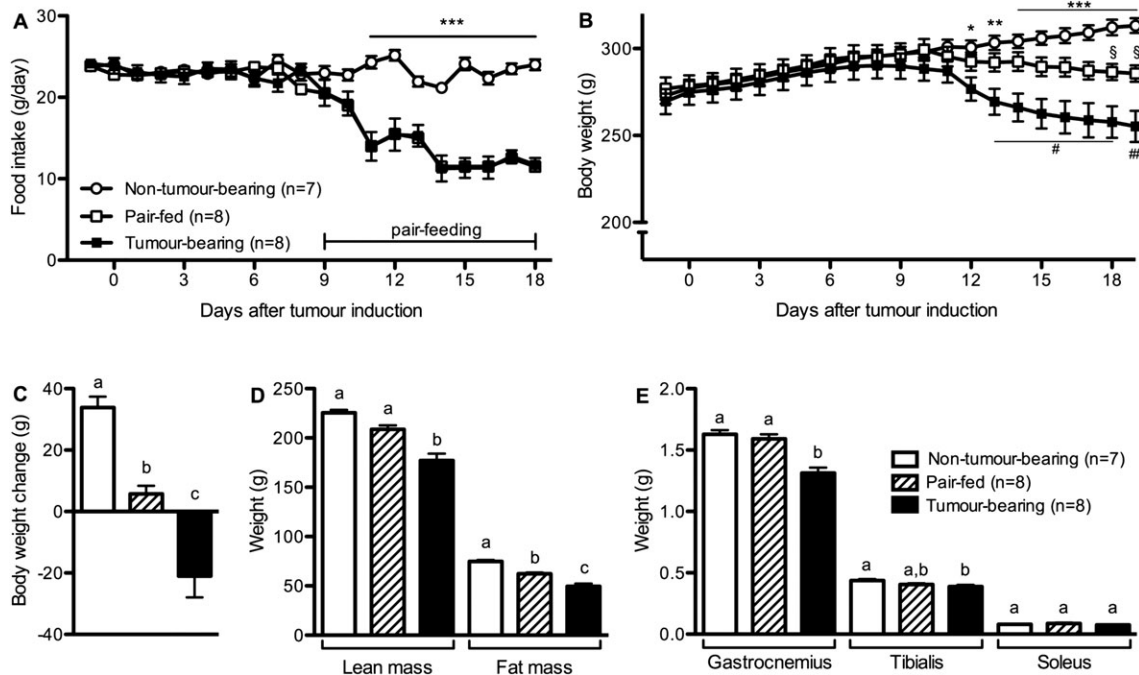 A
Food intake (g/day)
30
20
10
0
***
Non-tumour-bearing (n=7)
Pair-fed (n=8)
Tumour-bearing (n=8)
pair-feeding
0 3 6 9 12 15 18
Days after tumour induction
B
Body weight (g)
300
250
200
* ** ***
§ §
# ##
0 3 6 9 12 15 18
Days after tumour induction
C
Body weight change (g)
40
20
0
-20
-40
a b c
D
Weight (g)
250
200
150
100
50
0
a a b a b c
Lean mass Fat mass
E
Weight (g)
2.0
1.5
1.0
0.5
0.0
a a b a a,b b a a a
Non-tumour-bearing (n=7)
Pair-fed (n=8)
Tumour-bearing (n=8)
Gastrocnemius Tibialis Soleus